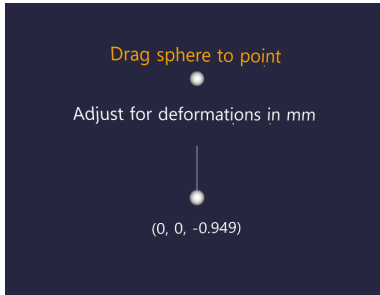 Drag sphere to point
Adjust for deformations in mm
(0, 0, -0.949)